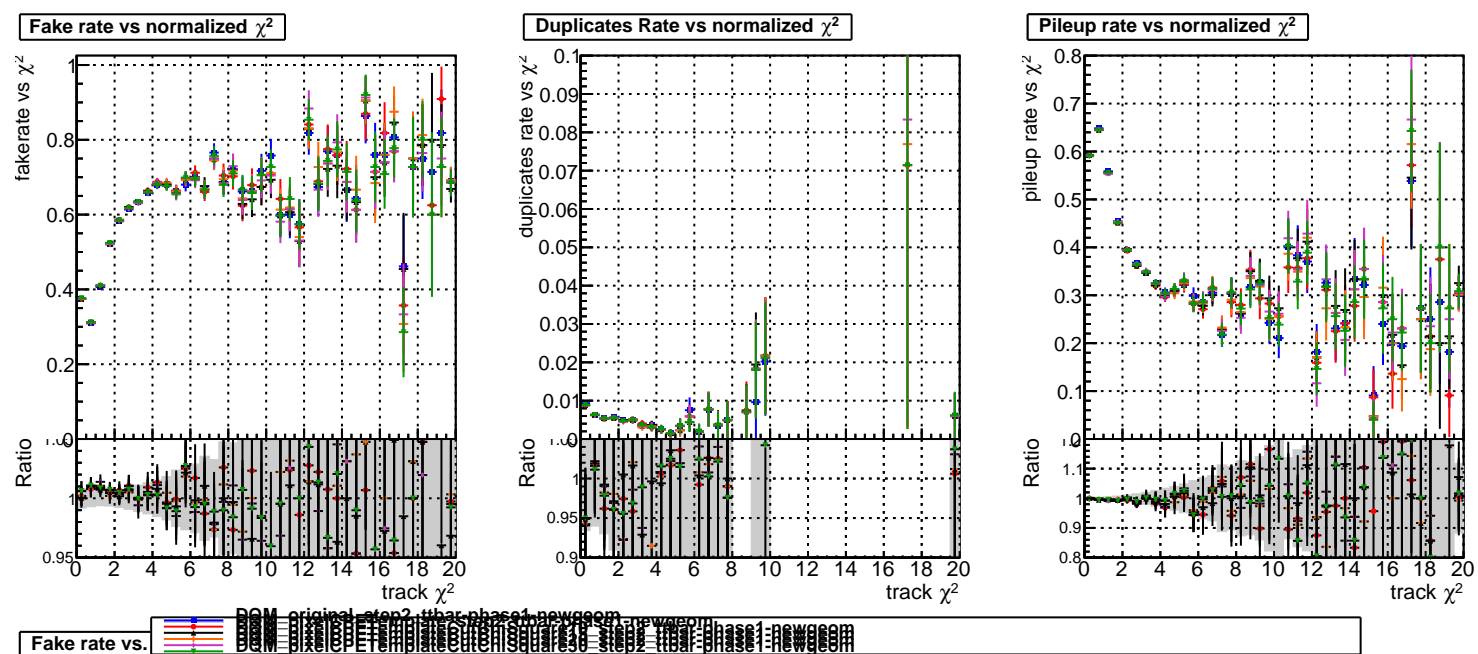 Fake rate vs normalized χ²
Duplicates Rate vs normalized χ²
Pileup rate vs normalized χ²
fakerate vs χ²
1
0.8
0.6
0.4
0.2
duplicates rate vs χ²
0.1
0.09
0.08
0.07
0.06
0.05
0.04
0.03
0.02
0.01
pileup rate vs χ²
0.8
0.7
0.6
0.5
0.4
0.3
0.2
0.1
Ratio
1
0.95
Ratio
1
0.95
0.9
Ratio
1.1
1
0.9
0.8
0 2 4 6 8 10 12 14 16 18 20
track χ²
0 2 4 6 8 10 12 14 16 18 20
track χ²
0 2 4 6 8 10 12 14 16 18 20
track χ²
DQM_original_step2_ttbar-phase1-newgeom
Fake rate vs.